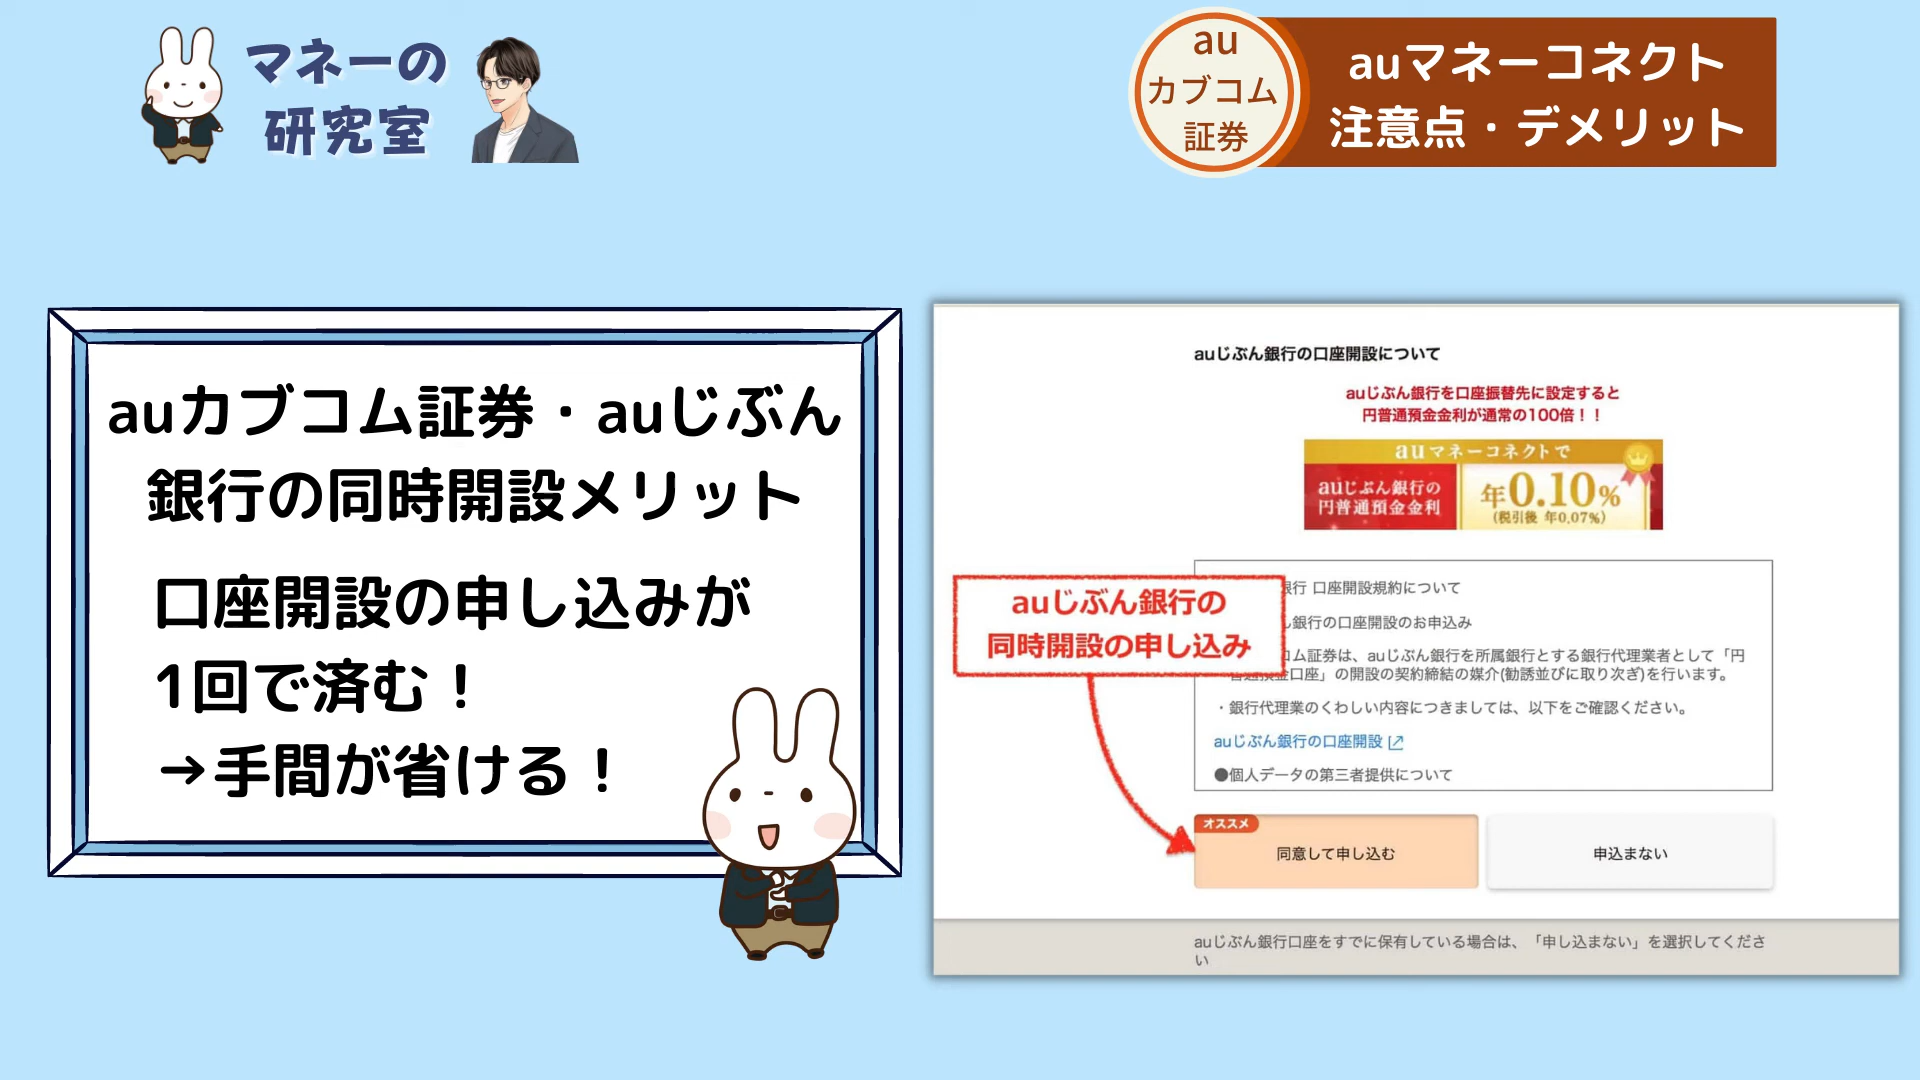 マネーの
研究室
au
カブコム
証券
auマネーコネクト
注意点・デメリット
auカブコム証券・auじぶん
銀行の同時開設メリット
口座開設の申し込みが
1回で済む！
→手間が省ける！
auじぶん銀行の口座開設について
auじぶん銀行を口座振替先に設定すると
円普通預金金利が通常の100倍！！
auマネーコネクトで
auじぶん銀行の
円普通預金金利
年0.10%
(税引後 年0.07%)
auじぶん銀行の
同時開設の申し込み
銀行 口座開設規約について
銀行の口座開設のお申込み
コム証券は、auじぶん銀行を所属銀行とする銀行代理業者として「円
普通預金口座」の開設の契約締結の媒介(勧誘並びに取り次ぎ)を行います。
・銀行代理業のくわしい内容につきましては、以下をご確認ください。
auじぶん銀行の口座開設
●個人データの第三者提供について
オススメ
同意して申し込む
申込まない
auじぶん銀行口座をすでに保有している場合は、「申し込まない」を選択してくださ
い